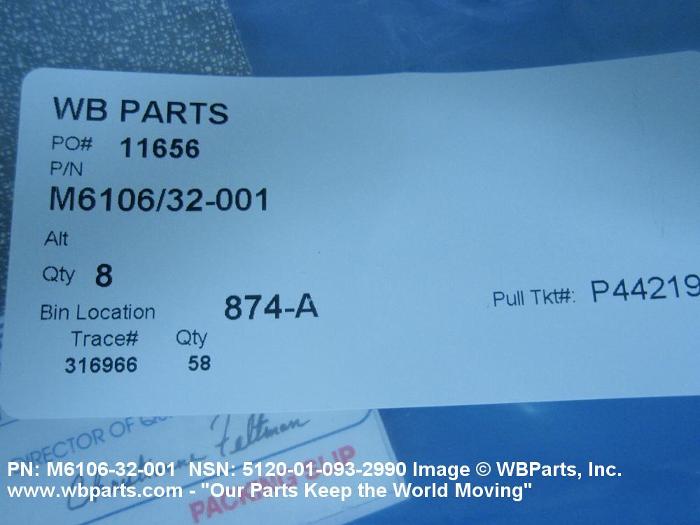 WB PARTS
PO# 11656
P/N
M6106/32-001
Alt
Qty 8
Bin Location 874-A
Pull Tkt#: P44219
Trace# Qty
316966 58
DIRECTOR OF
Feltman
PACKING SLIP
PN: M6106-32-001 NSN: 5120-01-093-2990 Image © WBParts, Inc.
www.wbparts.com - "Our Parts Keep the World Moving"